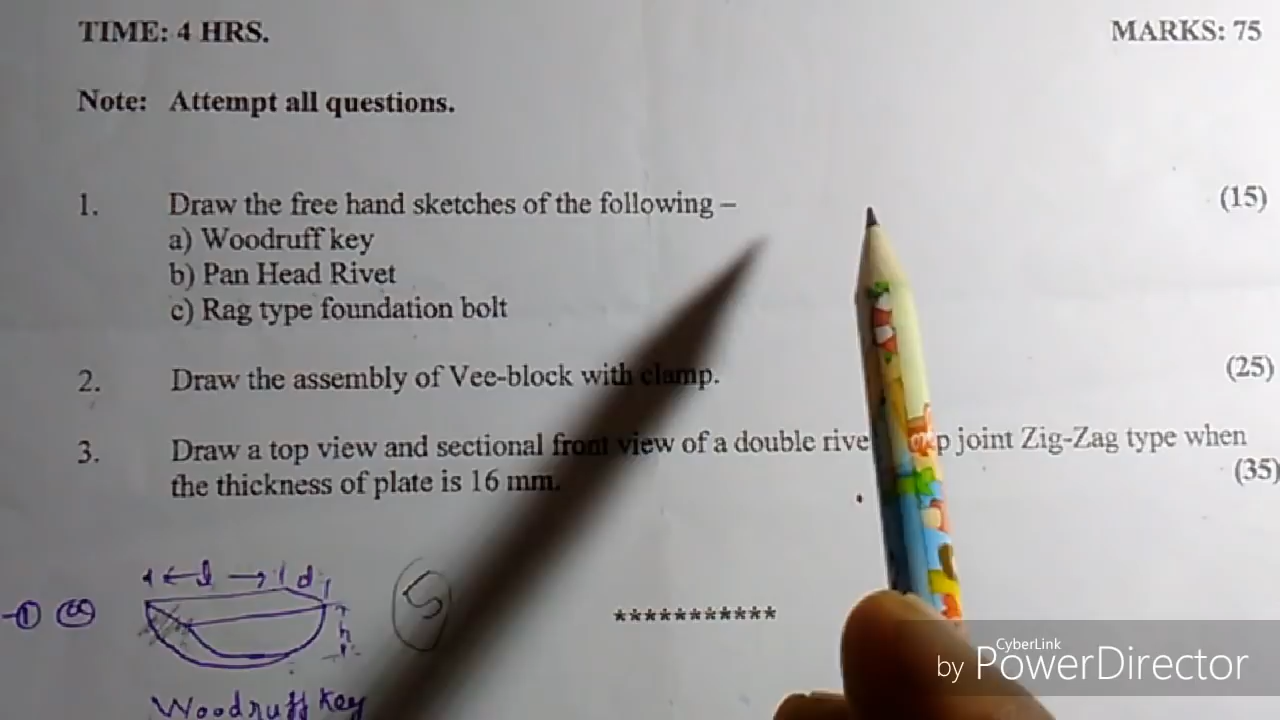 TIME: 4 HRS. MARKS: 75
Note: Attempt all questions.
1. Draw the free hand sketches of the following – (15)
a) Woodruff key
b) Pan Head Rivet
c) Rag type foundation bolt
2. Draw the assembly of Vee-block with clamp. (25)
3. Draw a top view and sectional front view of a double rive p joint Zig-Zag type when
the thickness of plate is 16 mm. (35)
l d
① h 5
***********
Woodruff key
CyberLink
by PowerDirector